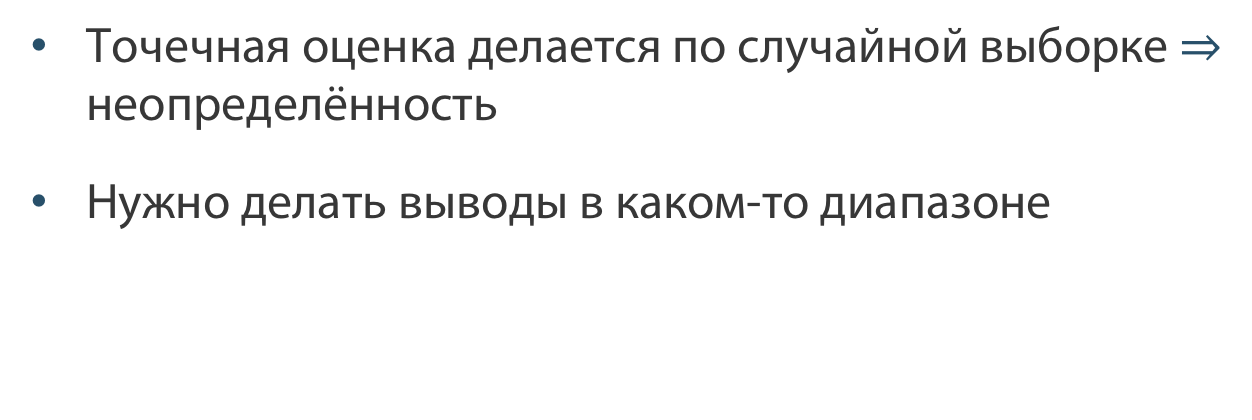 • Точечная оценка делается по случайной выборке ⇒
неопределённость
• Нужно делать выводы в каком-то диапазоне